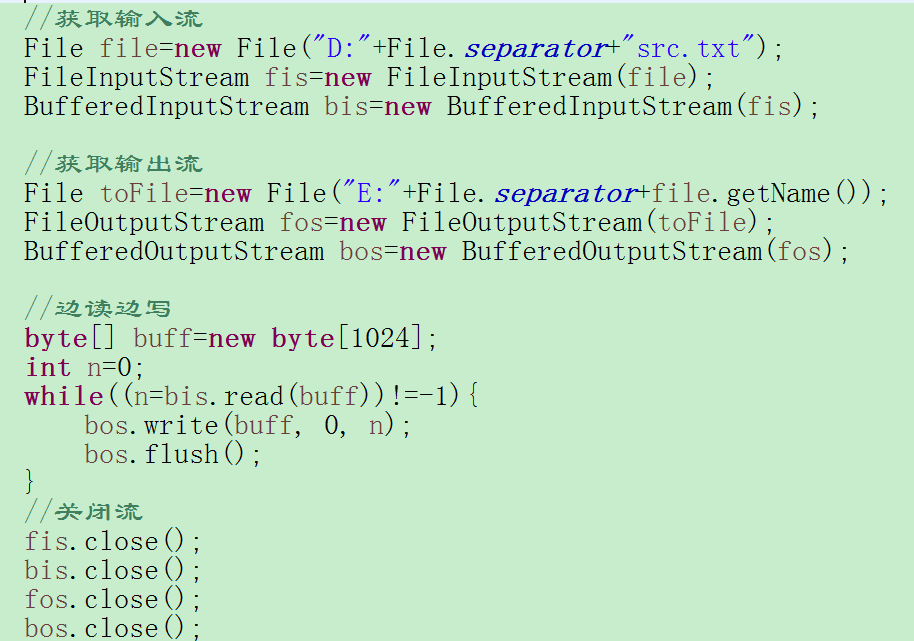 //获取输入流
File file=new File("D:"+File.separator+"src.txt");
FileInputStream fis=new FileInputStream(file);
BufferedInputStream bis=new BufferedInputStream(fis);
//获取输出流
File toFile=new File("E:"+File.separator+file.getName());
FileOutputStream fos=new FileOutputStream(toFile);
BufferedOutputStream bos=new BufferedOutputStream(fos);
//边读边写
byte[] buff=new byte[1024];
int n=0;
while((n=bis.read(buff))!=-1){
    bos.write(buff, 0, n);
    bos.flush();
}
//关闭流
fis.close();
bis.close();
fos.close();
bos.close();